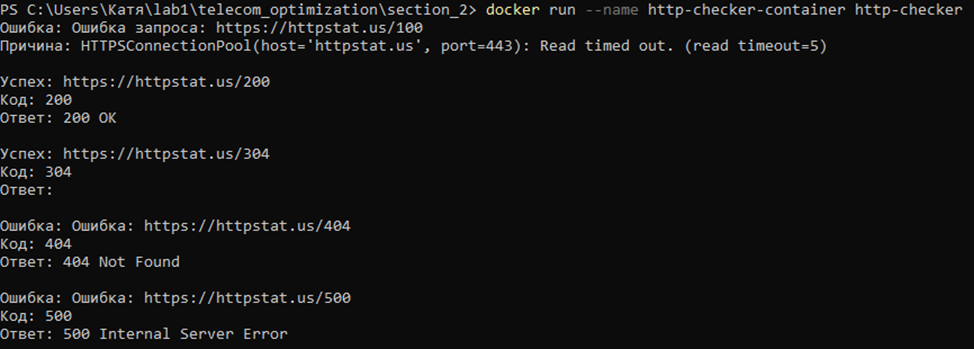 PS C:\Users\Катя\lab1\telecom_optimization\section_2> docker run --name http-checker-container http-checker
Ошибка: Ошибка запроса: https://httpstat.us/100
Причина: HTTPSConnectionPool(host='httpstat.us', port=443): Read timed out. (read timeout=5)
Успех: https://httpstat.us/200
Код: 200
Ответ: 200 OK
Успех: https://httpstat.us/304
Код: 304
Ответ:
Ошибка: Ошибка: https://httpstat.us/404
Код: 404
Ответ: 404 Not Found
Ошибка: Ошибка: https://httpstat.us/500
Код: 500
Ответ: 500 Internal Server Error